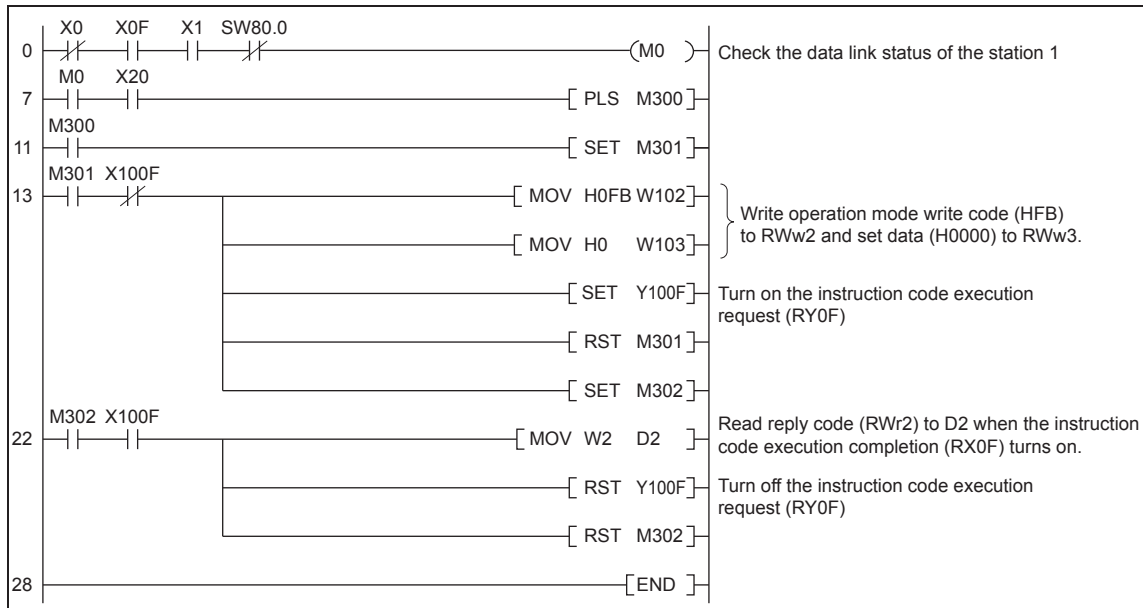 X0 X0F X1 SW80.0
0 (M0 ) Check the data link status of the station 1
M0 X20
7 [ PLS M300 ]
M300
11 [ SET M301 ]
M301 X100F
13 [ MOV H0FB W102 ]
Write operation mode write code (HFB)
to RWw2 and set data (H0000) to RWw3.
[ MOV H0 W103 ]
[ SET Y100F ] Turn on the instruction code execution
request (RY0F)
[ RST M301 ]
[ SET M302 ]
M302 X100F
22 [ MOV W2 D2 ] Read reply code (RWr2) to D2 when the instruction
code execution completion (RX0F) turns on.
[ RST Y100F ] Turn off the instruction code execution
request (RY0F)
[ RST M302 ]
28 [ END ]